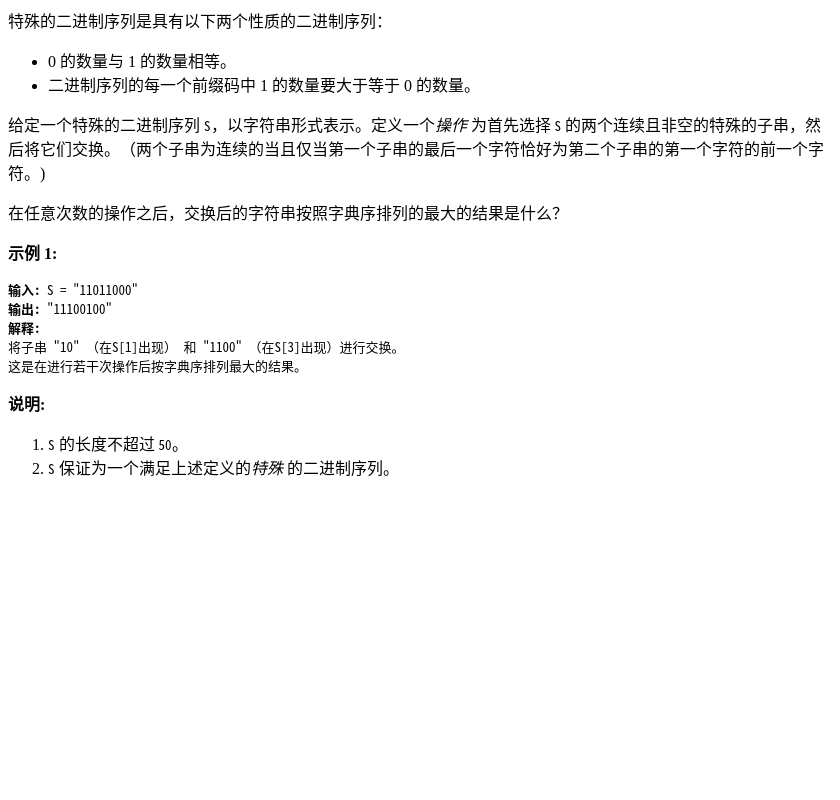 特殊的二进制序列是具有以下两个性质的二进制序列：
• 0 的数量与 1 的数量相等。
• 二进制序列的每一个前缀码中 1 的数量要大于等于 0 的数量。
给定一个特殊的二进制序列 S，以字符串形式表示。定义一个操作 为首先选择 S 的两个连续且非空的特殊的子串，然
后将它们交换。（两个子串为连续的当且仅当第一个子串的最后一个字符恰好为第二个子串的第一个字符的前一个字
符。)
在任意次数的操作之后，交换后的字符串按照字典序排列的最大的结果是什么？
示例 1:
输入: S = "11011000"
输出: "11100100"
解释:
将子串 "10" （在S[1]出现） 和 "1100" （在S[3]出现）进行交换。
这是在进行若干次操作后按字典序排列最大的结果。
说明:
1. S 的长度不超过 50。
2. S 保证为一个满足上述定义的特殊 的二进制序列。